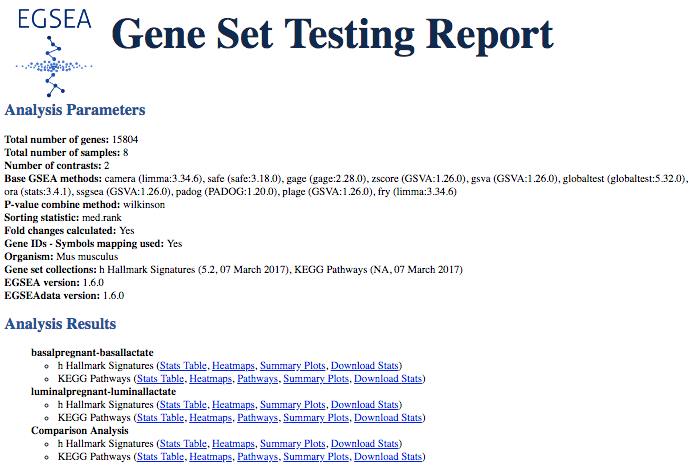 EGSEA
Gene Set Testing Report
Analysis Parameters
Total number of genes: 15804
Total number of samples: 8
Number of contrasts: 2
Base GSEA methods: camera (limma:3.34.6), safe (safe:3.18.0), gage (gage:2.28.0), zscore (GSVA:1.26.0), gsva (GSVA:1.26.0), globaltest (globaltest:5.32.0),
ora (stats:3.4.1), ssgsea (GSVA:1.26.0), padog (PADOG:1.20.0), plage (GSVA:1.26.0), fry (limma:3.34.6)
P-value combine method: wilkinson
Sorting statistic: med.rank
Fold changes calculated: Yes
Gene IDs - Symbols mapping used: Yes
Organism: Mus musculus
Gene set collections: h Hallmark Signatures (5.2, 07 March 2017), KEGG Pathways (NA, 07 March 2017)
EGSEA version: 1.6.0
EGSEAdata version: 1.6.0
Analysis Results
basalpregnant-basallactate
h Hallmark Signatures (Stats Table, Heatmaps, Summary Plots, Download Stats)
KEGG Pathways (Stats Table, Heatmaps, Pathways, Summary Plots, Download Stats)
luminalpregnant-luminallactate
h Hallmark Signatures (Stats Table, Heatmaps, Summary Plots, Download Stats)
KEGG Pathways (Stats Table, Heatmaps, Pathways, Summary Plots, Download Stats)
Comparison Analysis
h Hallmark Signatures (Stats Table, Heatmaps, Summary Plots, Download Stats)
KEGG Pathways (Stats Table, Heatmaps, Pathways, Summary Plots, Download Stats)